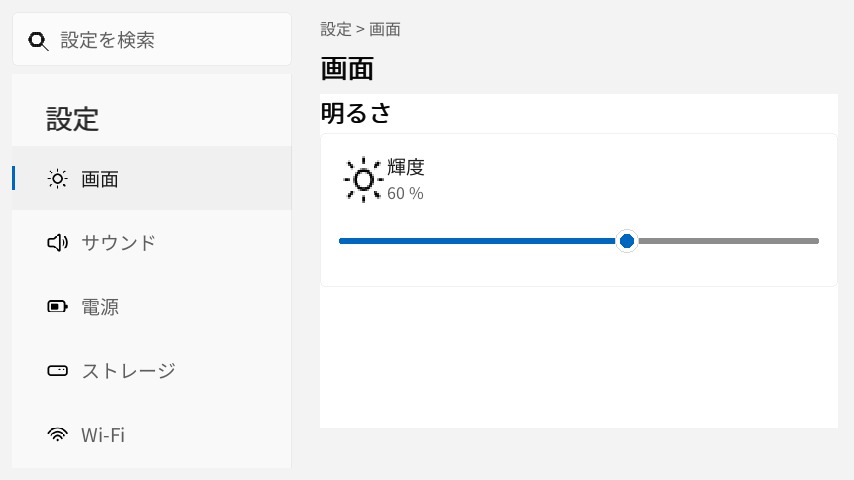 設定を検索
設定
画面
サウンド
電源
ストレージ
Wi-Fi
設定 > 画面
画面
明るさ
輝度
60 %